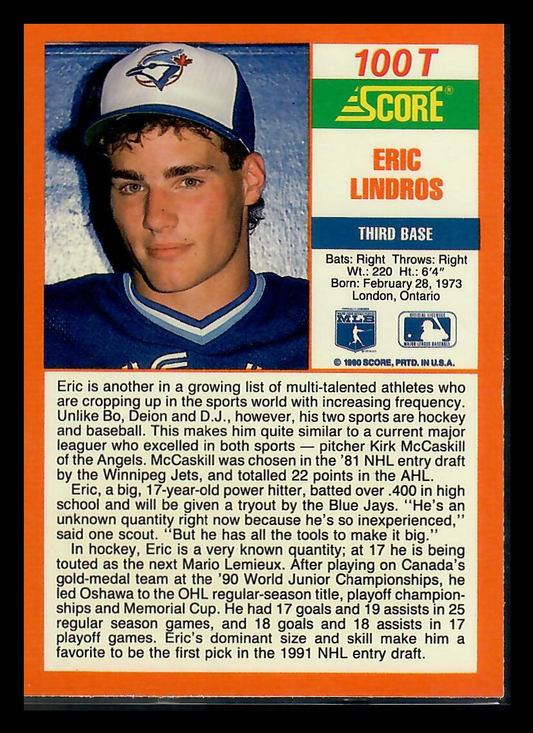 100T
SCORE®
ERIC
LINDROS
THIRD BASE
Bats: Right Throws: Right
Wt.: 220 Ht.: 6'4"
Born: February 28, 1973
London, Ontario
MLB
MAJOR LEAGUE BASEBALL
© 1990 SCORE, PRTD. IN U.S.A.
Eric is another in a growing list of multi-talented athletes who
are cropping up in the sports world with increasing frequency.
Unlike Bo, Deion and D.J., however, his two sports are hockey
and baseball. This makes him quite similar to a current major
leaguer who excelled in both sports — pitcher Kirk McCaskill
of the Angels. McCaskill was chosen in the '81 NHL entry draft
by the Winnipeg Jets, and totalled 22 points in the AHL.
Eric, a big, 17-year-old power hitter, batted over .400 in high
school and will be given a tryout by the Blue Jays. ''He's an
unknown quantity right now because he's so inexperienced,''
said one scout. ''But he has all the tools to make it big.''
In hockey, Eric is a very known quantity; at 17 he is being
touted as the next Mario Lemieux. After playing on Canada's
gold-medal team at the '90 World Junior Championships, he
led Oshawa to the OHL regular-season title, playoff champion-
ships and Memorial Cup. He had 17 goals and 19 assists in 25
regular season games, and 18 goals and 18 assists in 17
playoff games. Eric's dominant size and skill make him a
favorite to be the first pick in the 1991 NHL entry draft.